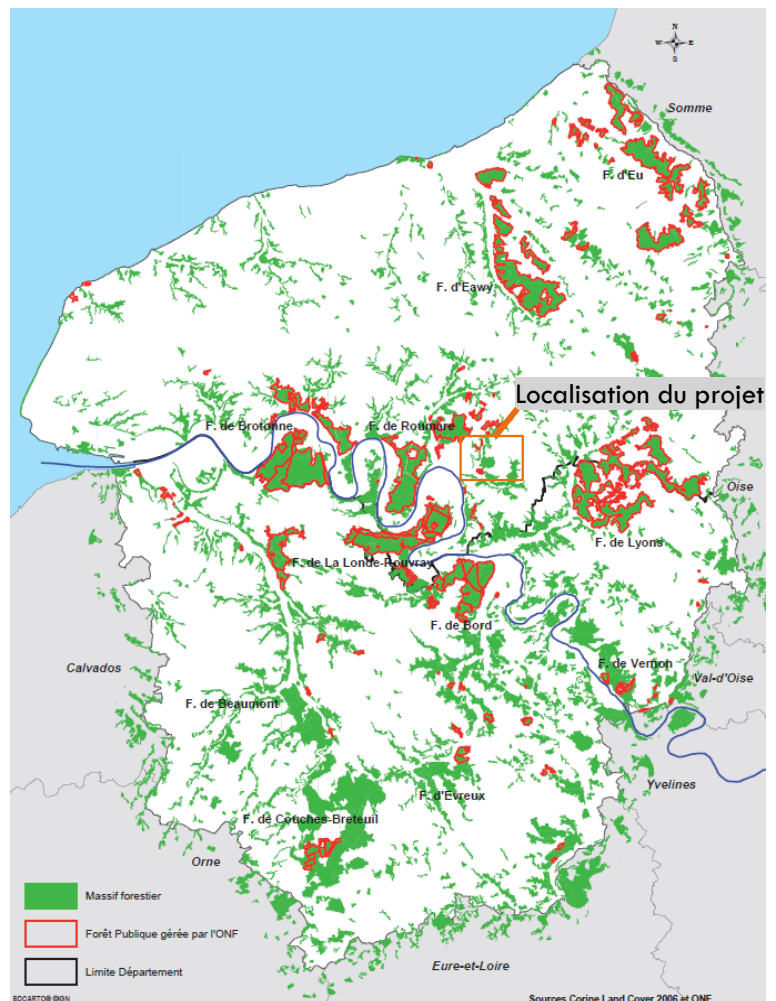 N
W E
S
Somme
F. d'Eu
F. d'Eawy
Localisation du projet
F. de Brotonne
F. de Roumare
Oise
F. de Lyons
F. de La Londe-Rouvray
F. de Bord
Calvados
F. de Vernon
Val-d'Oise
F. de Beaumont
Yvelines
F. d'Evreux
F. de Couches-Breteuil
Orne
Massif forestier
Forêt Publique gérée par l'ONF
Limite Département
Eure-et-Loire
EDCARTO® ©IGN
Sources Corine Land Cover 2006 et ONF